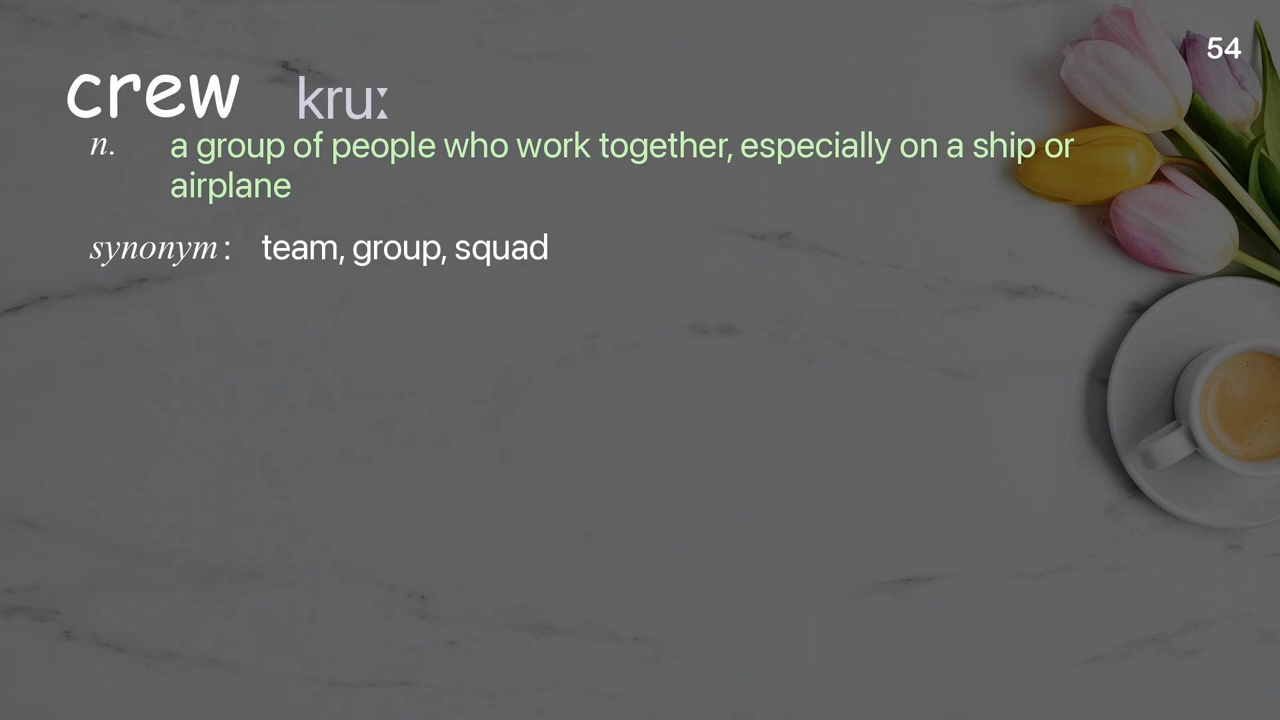 54
crew kruː
n. a group of people who work together, especially on a ship or
airplane
synonym: team, group, squad